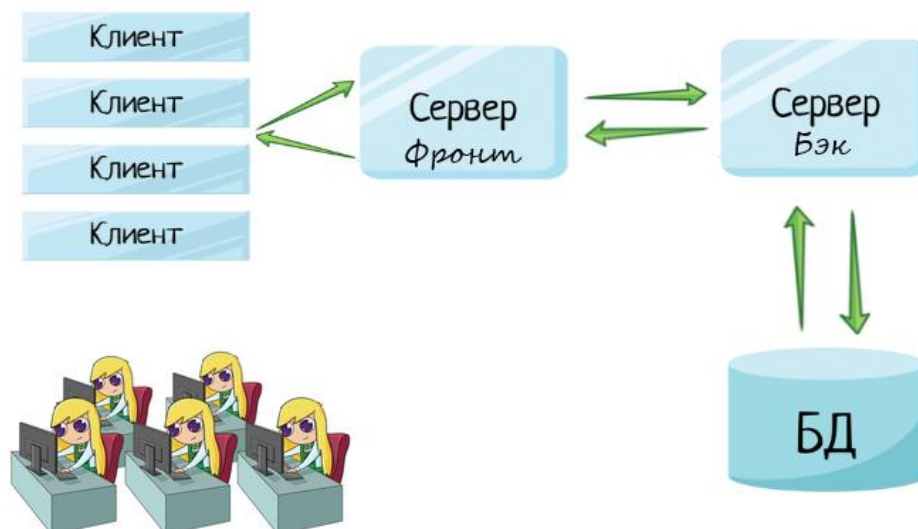 Клиент
Клиент
Клиент
Клиент
Сервер
Фронт
Сервер
Бэк
БД